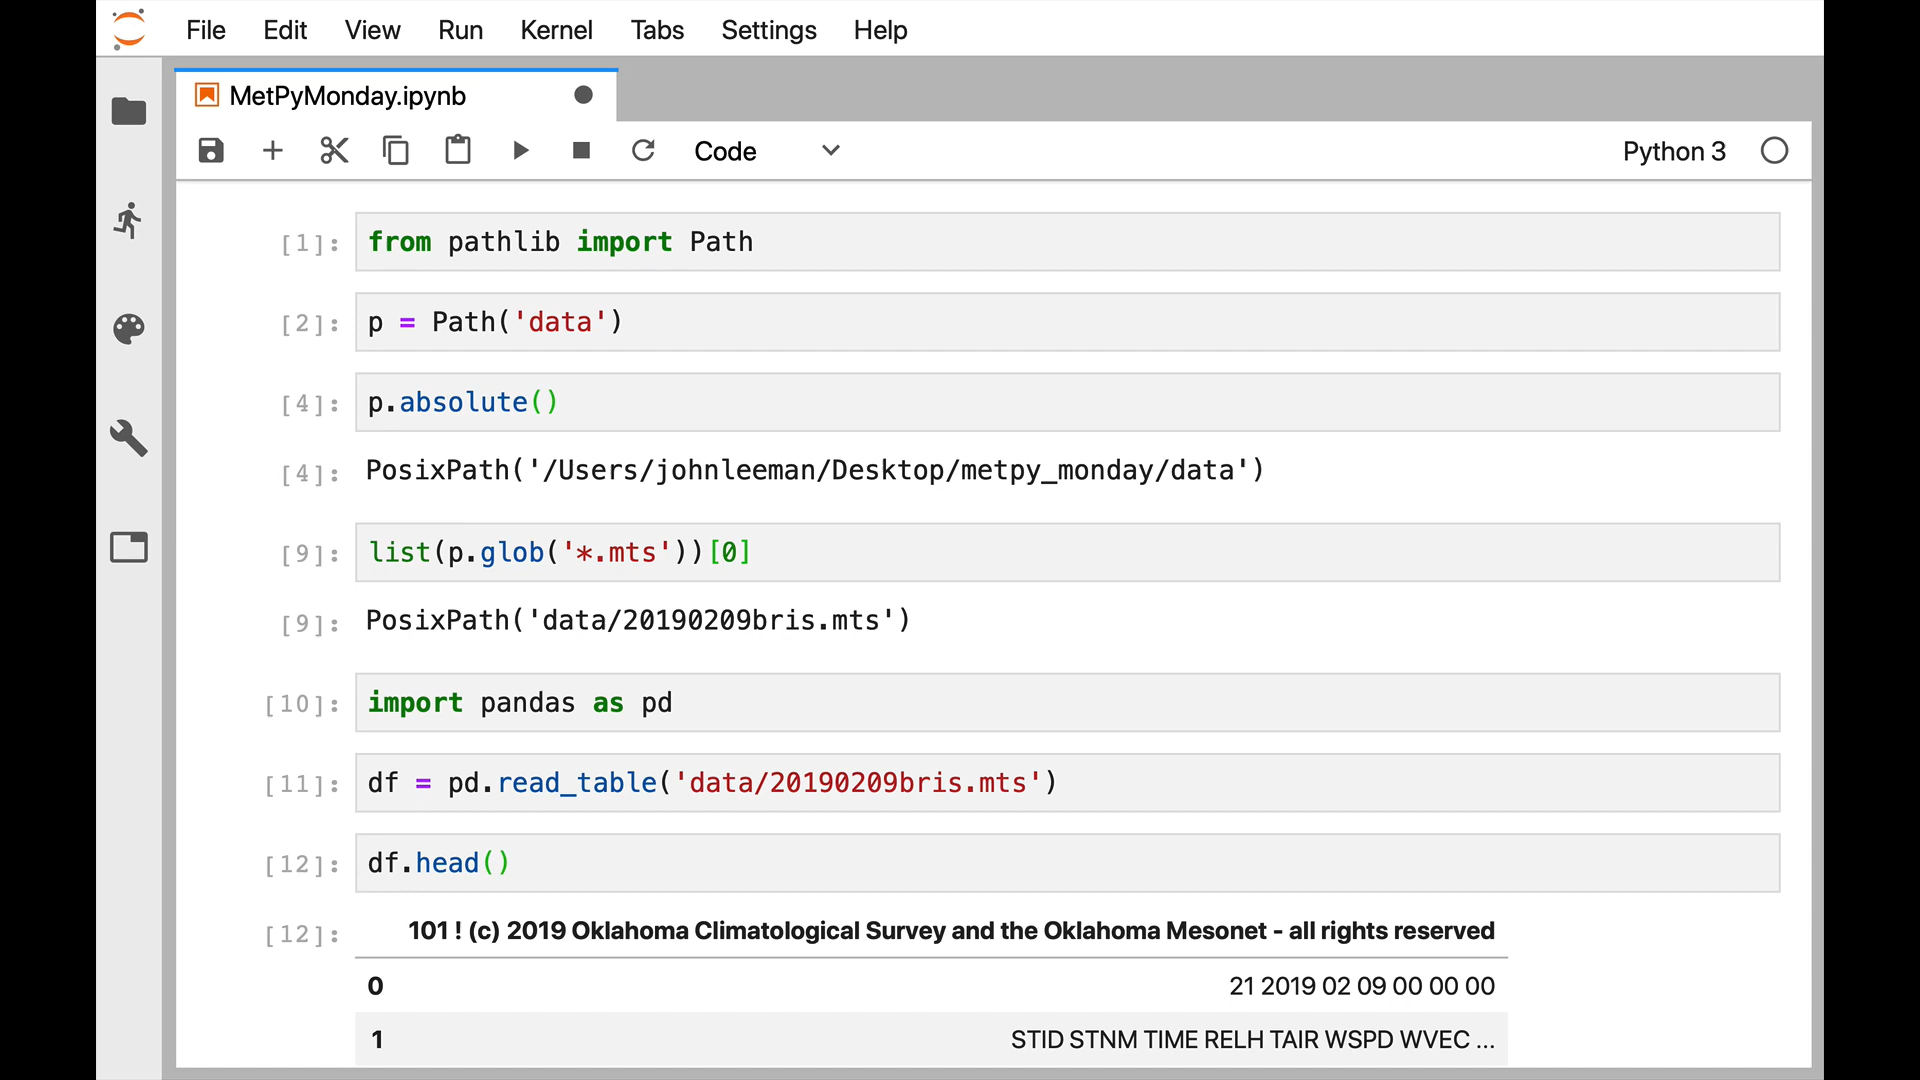 File Edit View Run Kernel Tabs Settings Help
MetPyMonday.ipynb
Code
Python 3
[1]: from pathlib import Path
[2]: p = Path('data')
[4]: p.absolute()
[4]: PosixPath('/Users/johnleeman/Desktop/metpy_monday/data')
[9]: list(p.glob('*.mts'))[0]
[9]: PosixPath('data/20190209bris.mts')
[10]: import pandas as pd
[11]: df = pd.read_table('data/20190209bris.mts')
[12]: df.head()
[12]: 101 ! (c) 2019 Oklahoma Climatological Survey and the Oklahoma Mesonet - all rights reserved
0 21 2019 02 09 00 00 00
1 STID STNM TIME RELH TAIR WSPD WVEC ...